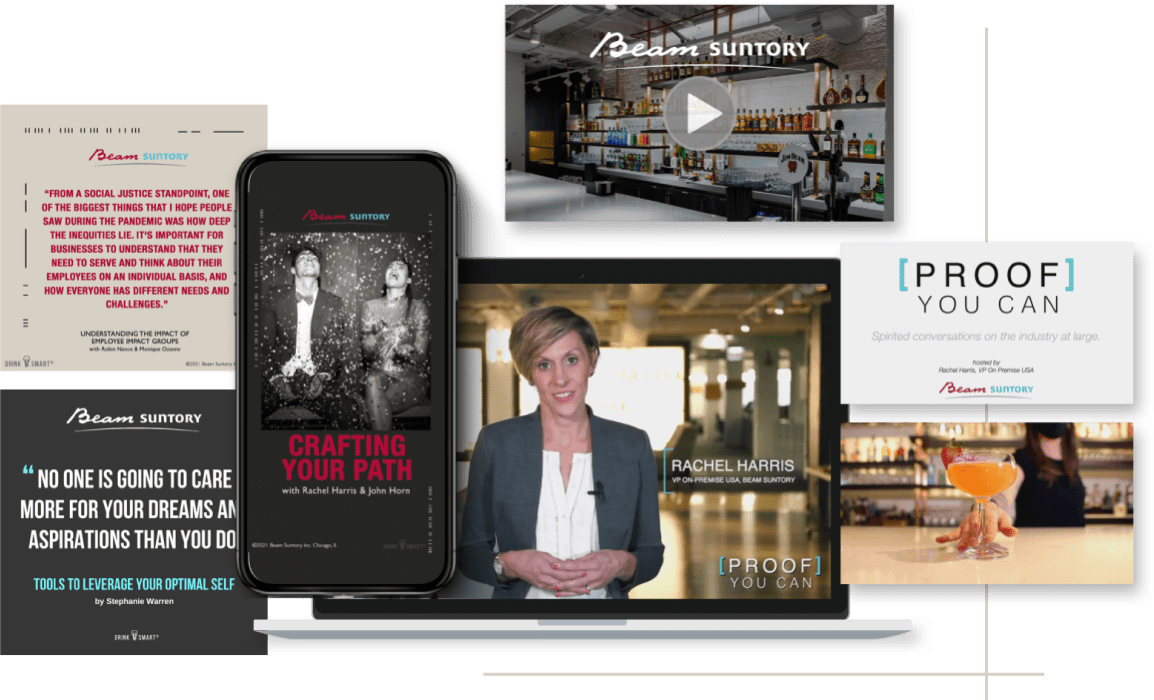 Beam SUNTORY
Beam SUNTORY
"FROM A SOCIAL JUSTICE STANDPOINT, ONE
OF THE BIGGEST THINGS THAT I HOPE PEOPLE
SAW DURING THE PANDEMIC WAS HOW DEEP
THE INEQUITIES LIE. IT'S IMPORTANT FOR
BUSINESSES TO UNDERSTAND THAT THEY
NEED TO SERVE AND THINK ABOUT THEIR
EMPLOYEES ON AN INDIVIDUAL BASIS, AND
HOW EVERYONE HAS DIFFERENT NEEDS AND
CHALLENGES."
UNDERSTANDING THE IMPACT OF
EMPLOYEE IMPACT GROUPS
with Robin Nance & Monique Ozanne
DRINK SMART®
©2021 Beam Suntory
Beam SUNTORY
"NO ONE IS GOING TO CARE
MORE FOR YOUR DREAMS AN
ASPIRATIONS THAN YOU DO
TOOLS TO LEVERAGE YOUR OPTIMAL SELF
by Stephanie Warren
DRINK SMART®
Beam SUNTORY
CRAFTING
YOUR PATH
with Rachel Harris & John Horn
©2021 Beam Suntory Inc. Chicago, IL
DRINK SMART®
RACHEL HARRIS
VP ON-PREMISE USA, BEAM SUNTORY
[PROOF]
YOU CAN
JIM BEAM
[PROOF]
YOU CAN
Spirited conversations on the industry at large.
hosted by
Rachel Harris, VP On Premise USA
Beam SUNTORY